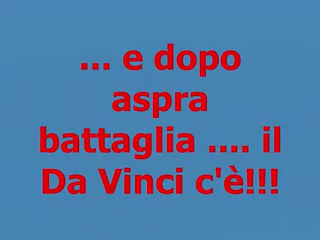 ... e dopo
aspra
battaglia .... il
Da Vinci c'è!!!